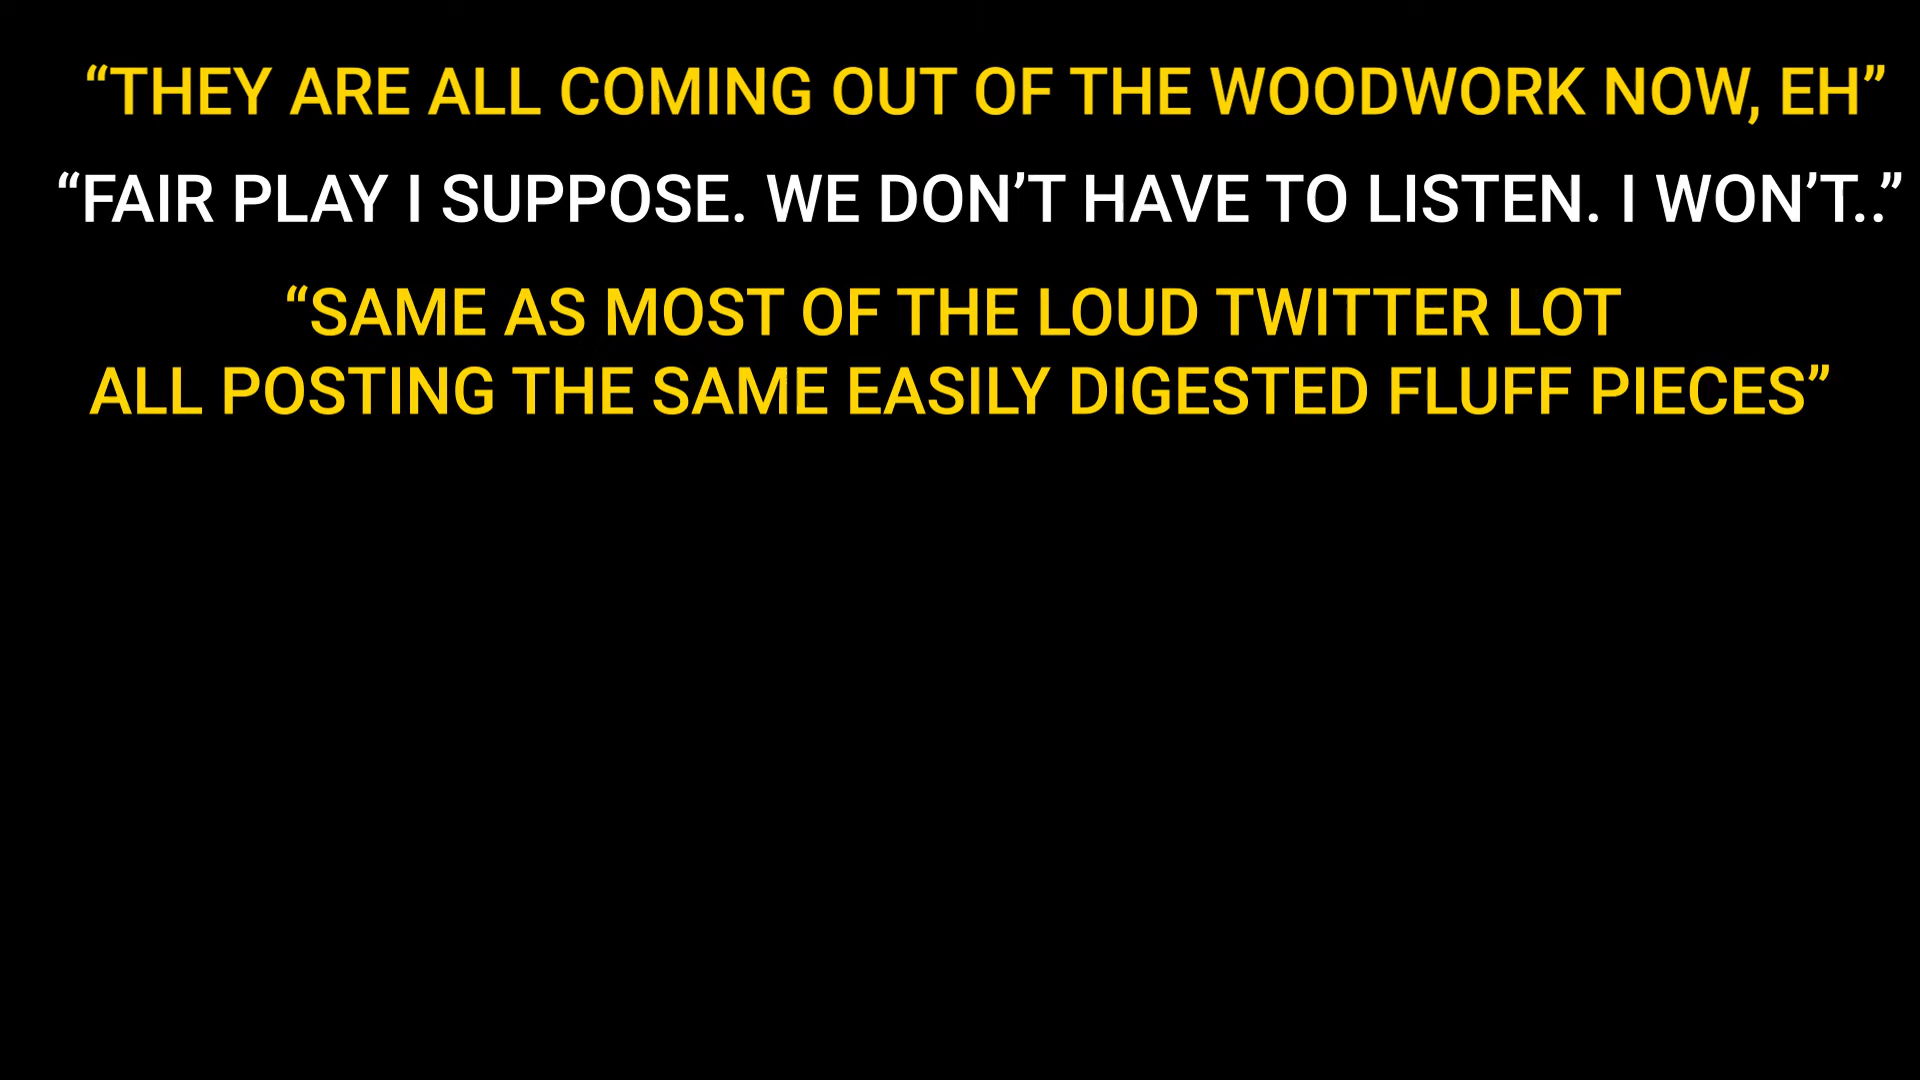 “THEY ARE ALL COMING OUT OF THE WOODWORK NOW, EH”
“FAIR PLAY I SUPPOSE. WE DON’T HAVE TO LISTEN. I WON’T..”
“SAME AS MOST OF THE LOUD TWITTER LOT
ALL POSTING THE SAME EASILY DIGESTED FLUFF PIECES”